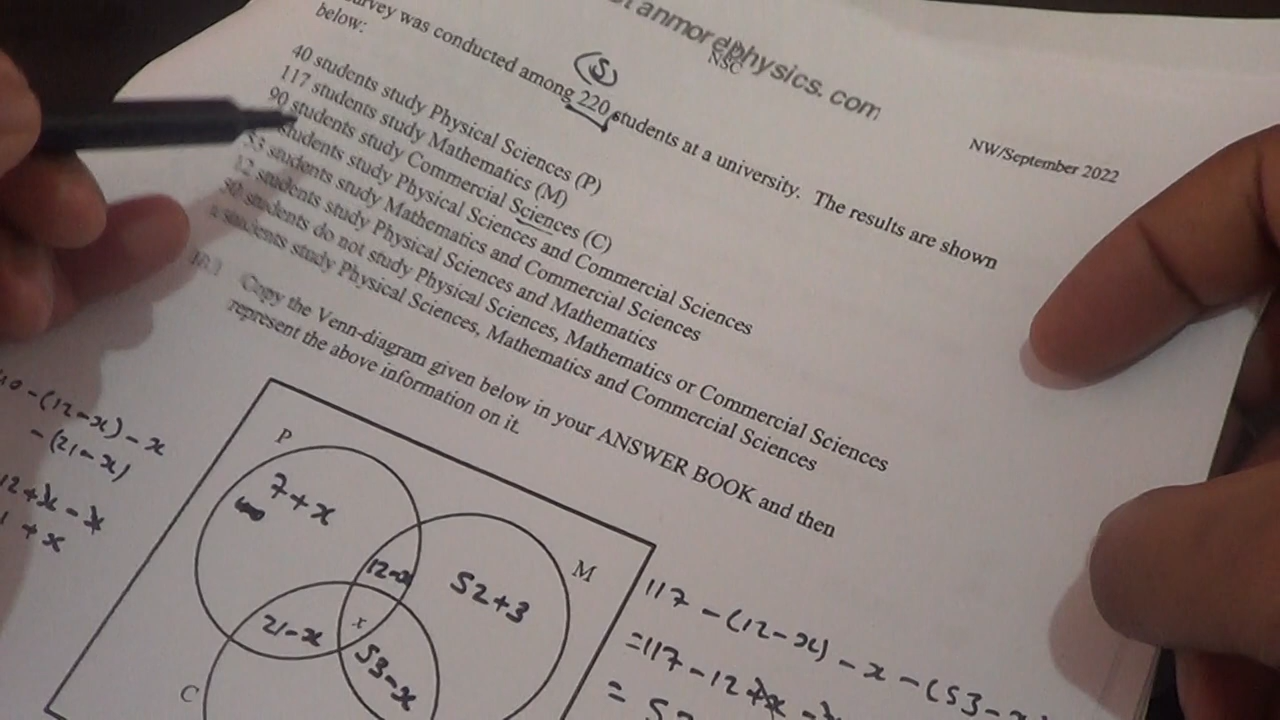 tanmorephysics.com
NSC
NW/September 2022
survey was conducted among 220 students at a university. The results are shown
below:
(S)
40 students study Physical Sciences (P)
117 students study Mathematics (M)
90 students study Commercial Sciences (C)
students study Physical Sciences and Commercial Sciences
53 students study Mathematics and Commercial Sciences
12 students study Physical Sciences and Mathematics
students do not study Physical Sciences, Mathematics or Commercial Sciences
students study Physical Sciences, Mathematics and Commercial Sciences
Copy the Venn-diagram given below in your ANSWER BOOK and then
represent the above information on it.
-(12-x)-x
-(21-x)
12+x-x
+x
P
7+x
12-x
M
52+3
21-x
x
53-x
C
117-(12-x)-x-(53-x)
=117-12+x-
= 52